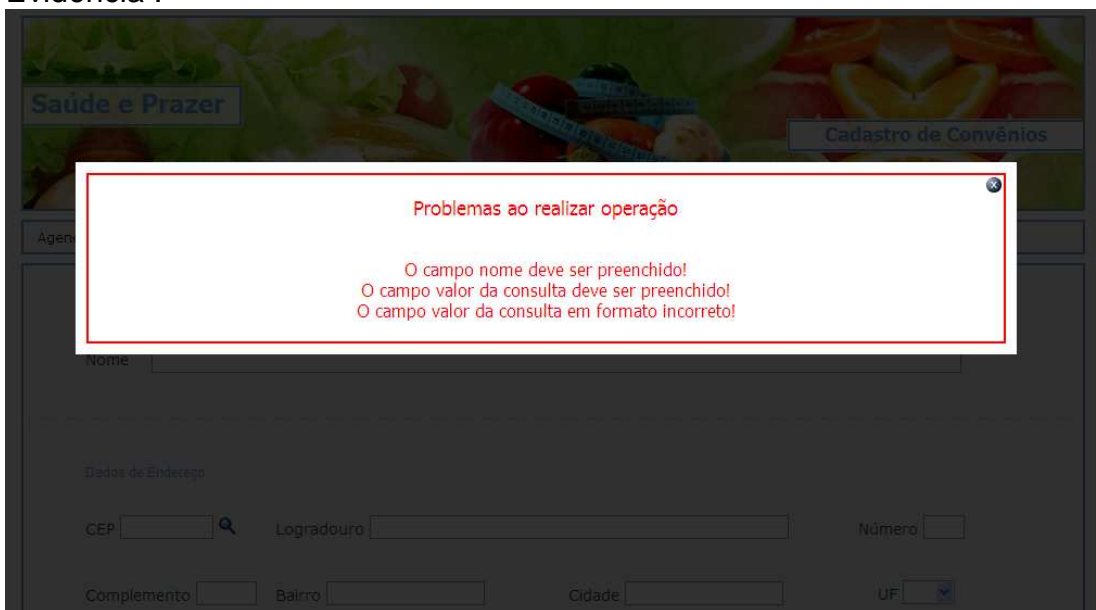 Evidência :
Saúde e Prazer
Cadastro de Convênios
Problemas ao realizar operação
O campo nome deve ser preenchido!
O campo valor da consulta deve ser preenchido!
O campo valor da consulta em formato incorreto!
Agen
Nome
Dados de Endereço
CEP Logradouro Número
Complemento Bairro Cidade UF